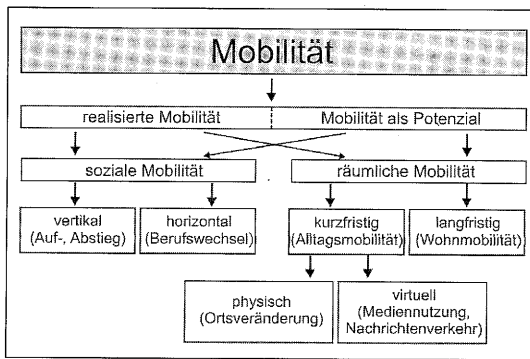 Mobilität
realisierte Mobilität
Mobilität als Potenzial
soziale Mobilität
räumliche Mobilität
vertikal
(Auf-, Abstieg)
horizontal
(Berufswechsel)
kurzfristig
(Alltagsmobilität)
langfristig
(Wohnmobilität)
physisch
(Ortsveränderung)
virtuell
(Mediennutzung,
Nachrichtenverkehr)